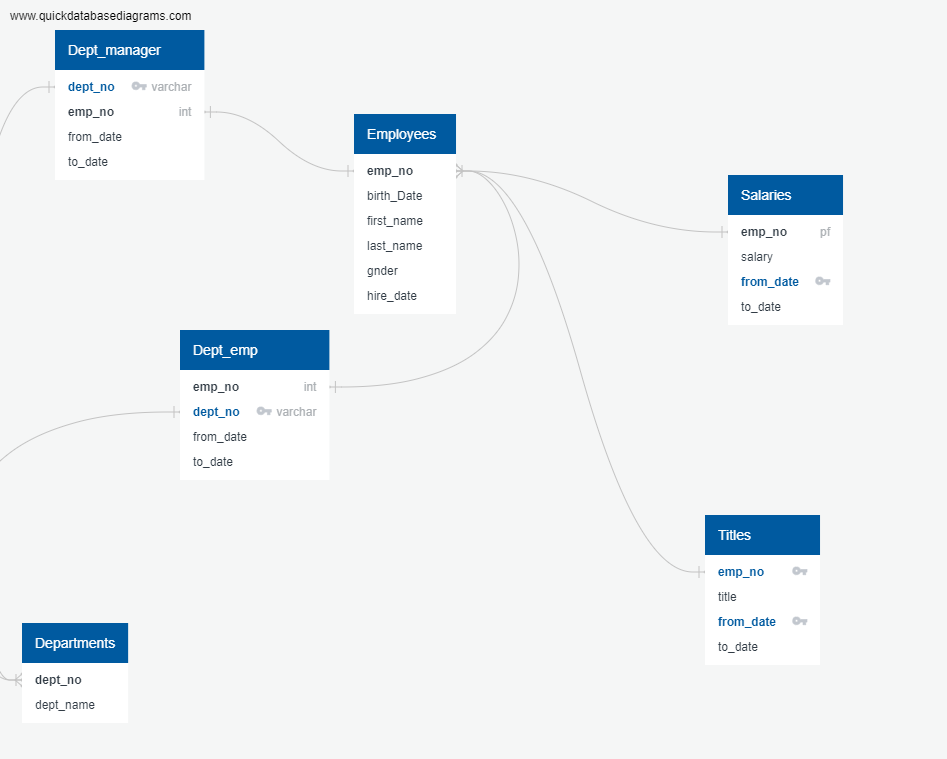 www.quickdatabasediagrams.com
Dept_manager
dept_no varchar
emp_no int
from_date
to_date
Employees
emp_no
birth_Date
first_name
last_name
gnder
hire_date
Salaries
emp_no pf
salary
from_date
to_date
Dept_emp
emp_no int
dept_no varchar
from_date
to_date
Titles
emp_no
title
from_date
to_date
Departments
dept_no
dept_name